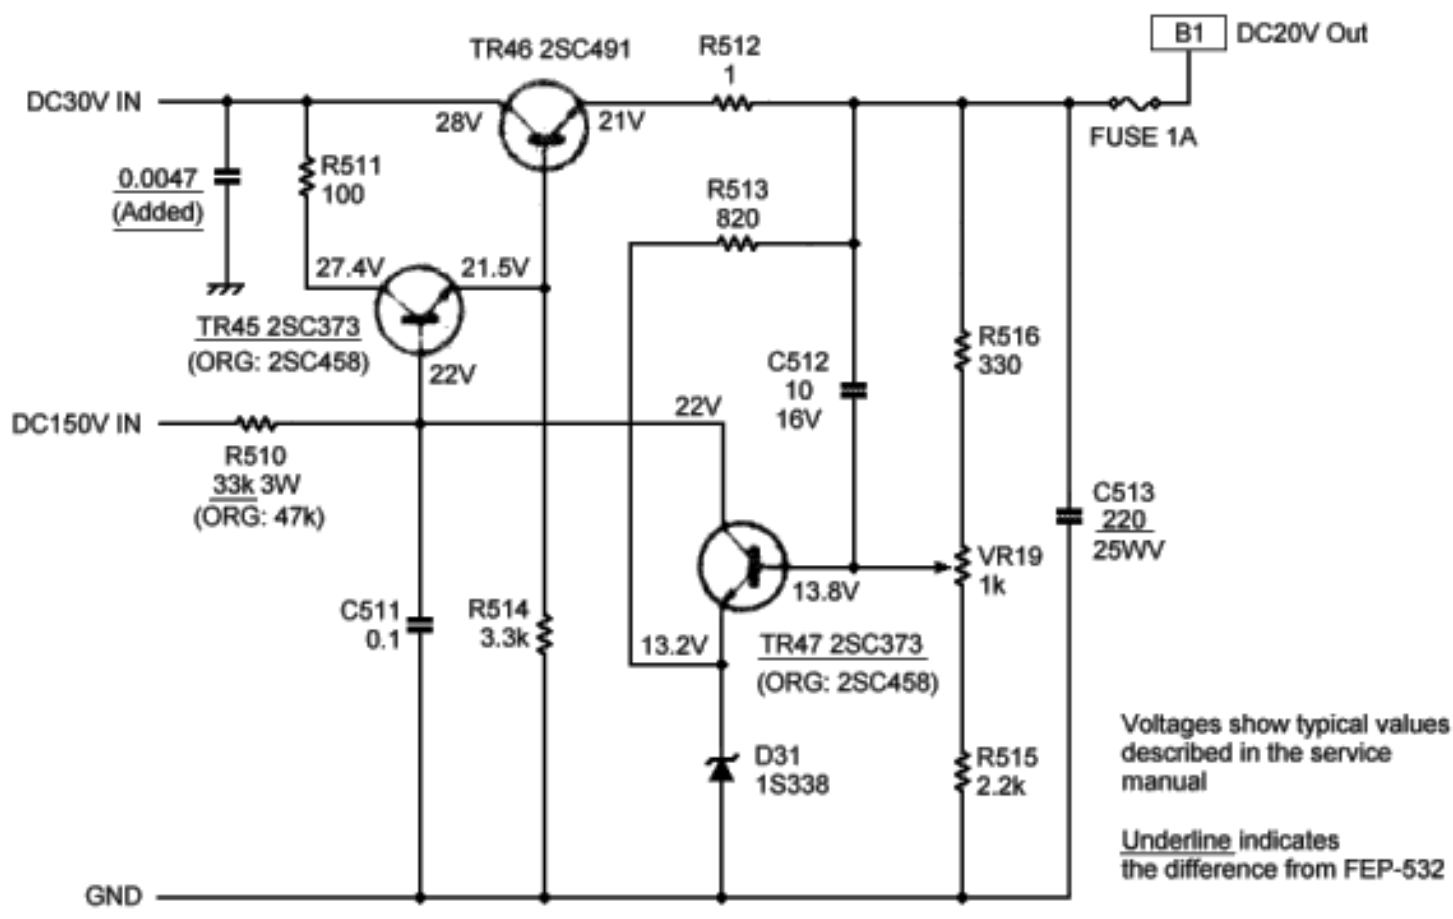 B1 DC20V Out
TR46 2SC491
R512
1
DC30V IN
28V
21V
FUSE 1A
0.0047
(Added)
R511
100
R513
820
27.4V
21.5V
TR45 2SC373
(ORG: 2SC458)
22V
R516
330
C512
10
16V
DC150V IN
22V
R510
33k 3W
(ORG: 47k)
C513
220
25WV
VR19
1k
13.8V
C511
0.1
R514
3.3k
13.2V
TR47 2SC373
(ORG: 2SC458)
D31
1S338
R515
2.2k
Voltages show typical values
described in the service
manual
Underline indicates
the difference from FEP-532
GND